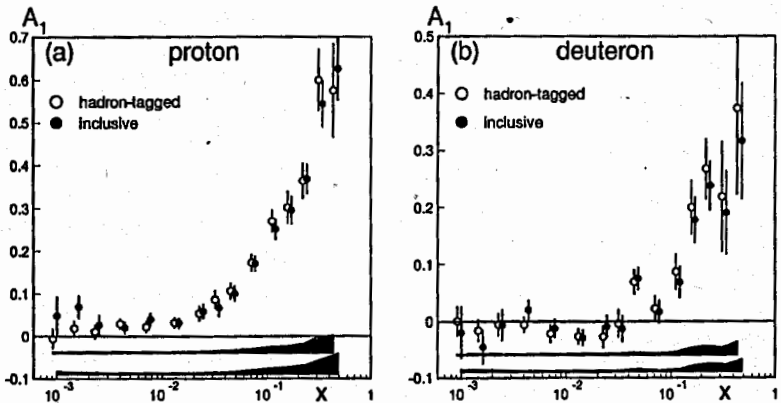 A1
(a) proton
hadron-tagged
inclusive
0.7
0.6
0.5
0.4
0.3
0.2
0.1
0
-0.1
10-3
10-2
10-1
X
1
A1
(b) deuteron
hadron-tagged
inclusive
0.5
0.4
0.3
0.2
0.1
0
-0.1
10-3
10-2
10-1
X
1